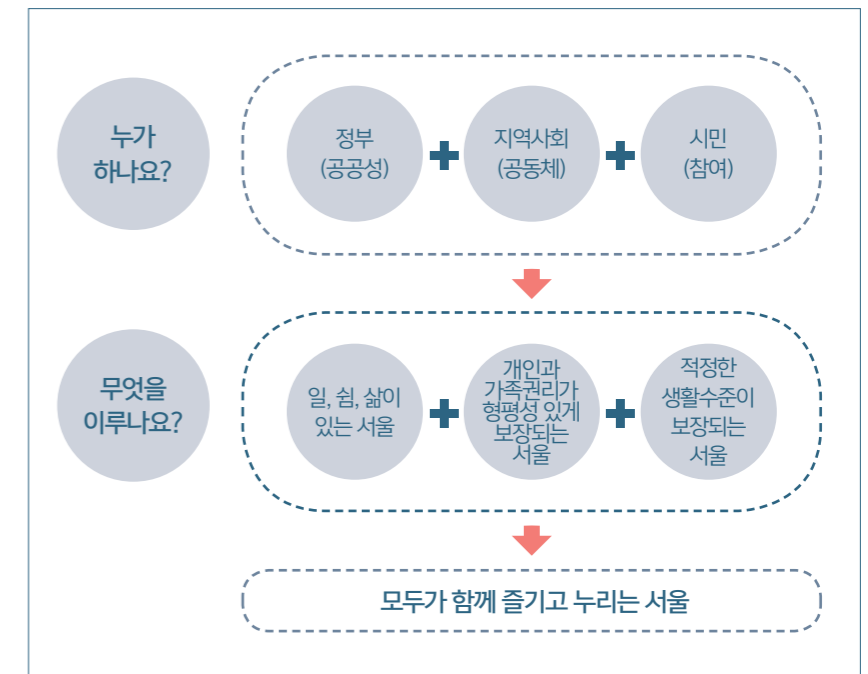 누가
하나요?
정부
(공공성)
지역사회
(공동체)
시민
(참여)
무엇을
이루나요?
일, 쉼, 삶이
있는 서울
개인과
가족권리가
형평성 있게
보장되는
서울
적정한
생활수준이
보장되는
서울
모두가 함께 즐기고 누리는 서울